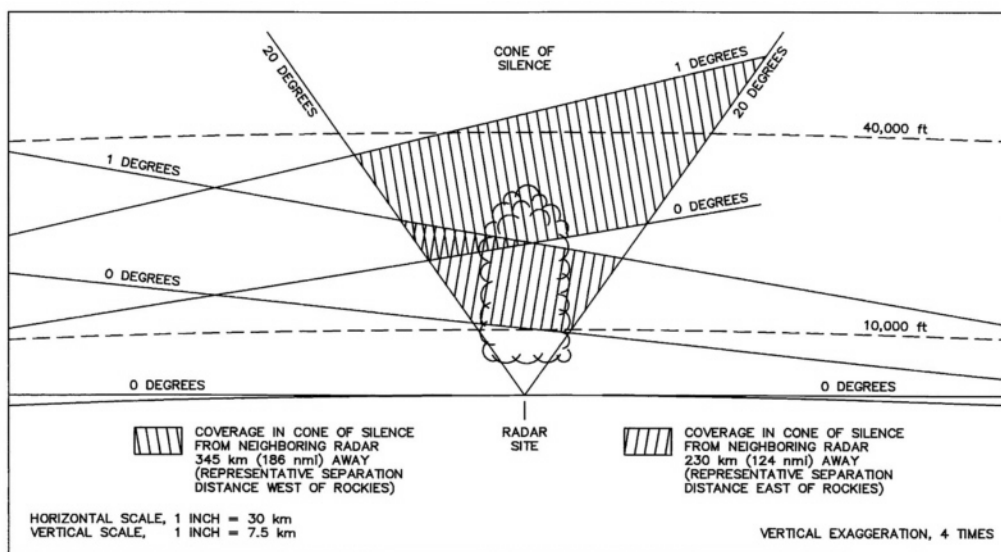 CONE OF
SILENCE
20 DEGREES
1 DEGREES
20 DEGREES
40,000 ft
1 DEGREES
0 DEGREES
0 DEGREES
10,000 ft
0 DEGREES
0 DEGREES
COVERAGE IN CONE OF SILENCE
FROM NEIGHBORING RADAR
345 km (186 nmi) AWAY
(REPRESENTATIVE SEPARATION
DISTANCE WEST OF ROCKIES)
RADAR
SITE
COVERAGE IN CONE OF SILENCE
FROM NEIGHBORING RADAR
230 km (124 nmi) AWAY
(REPRESENTATIVE SEPARATION
DISTANCE EAST OF ROCKIES)
HORIZONTAL SCALE, 1 INCH = 30 km
VERTICAL SCALE, 1 INCH = 7.5 km
VERTICAL EXAGGERATION, 4 TIMES